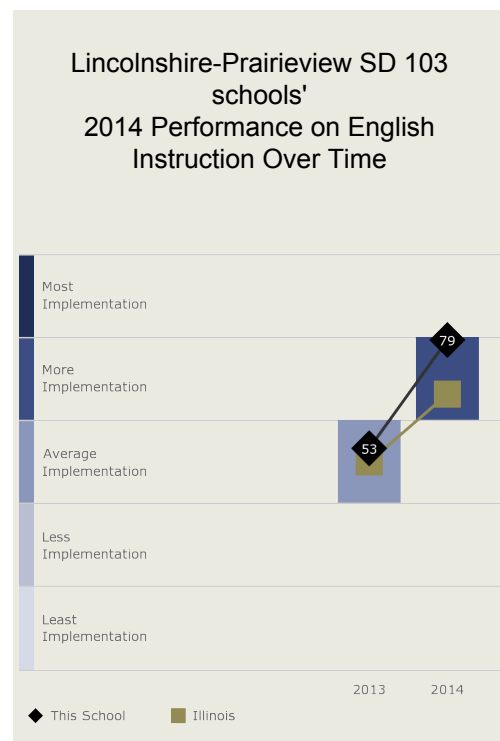 Lincolnshire-Prairieview SD 103
schools'
2014 Performance on English
Instruction Over Time
Most
Implementation
79
More
Implementation
Average
Implementation
53
Less
Implementation
Least
Implementation
2013 2014
This School Illinois